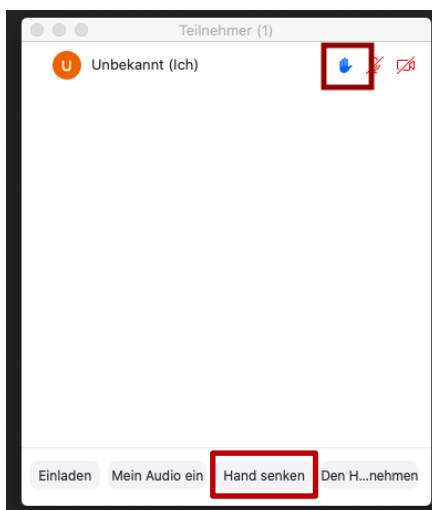 Teilnehmer (1)
U Unbekannt (Ich)
Einladen Mein Audio ein Hand senken Den H...nehmen